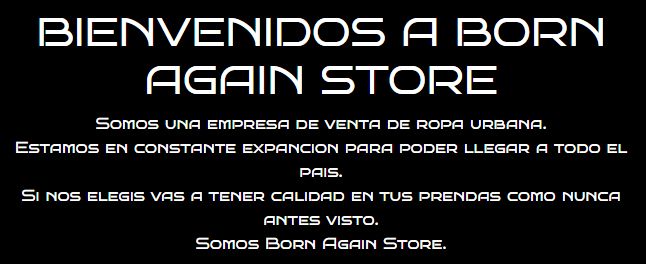 BIENVENIDOS A BORN
AGAIN STORE
Somos una empresa de venta de ropa urbana.
Estamos en constante expancion para poder llegar a todo el
pais.
Si nos elegis vas a tener calidad en tus prendas como nunca
antes visto.
Somos Born Again Store.